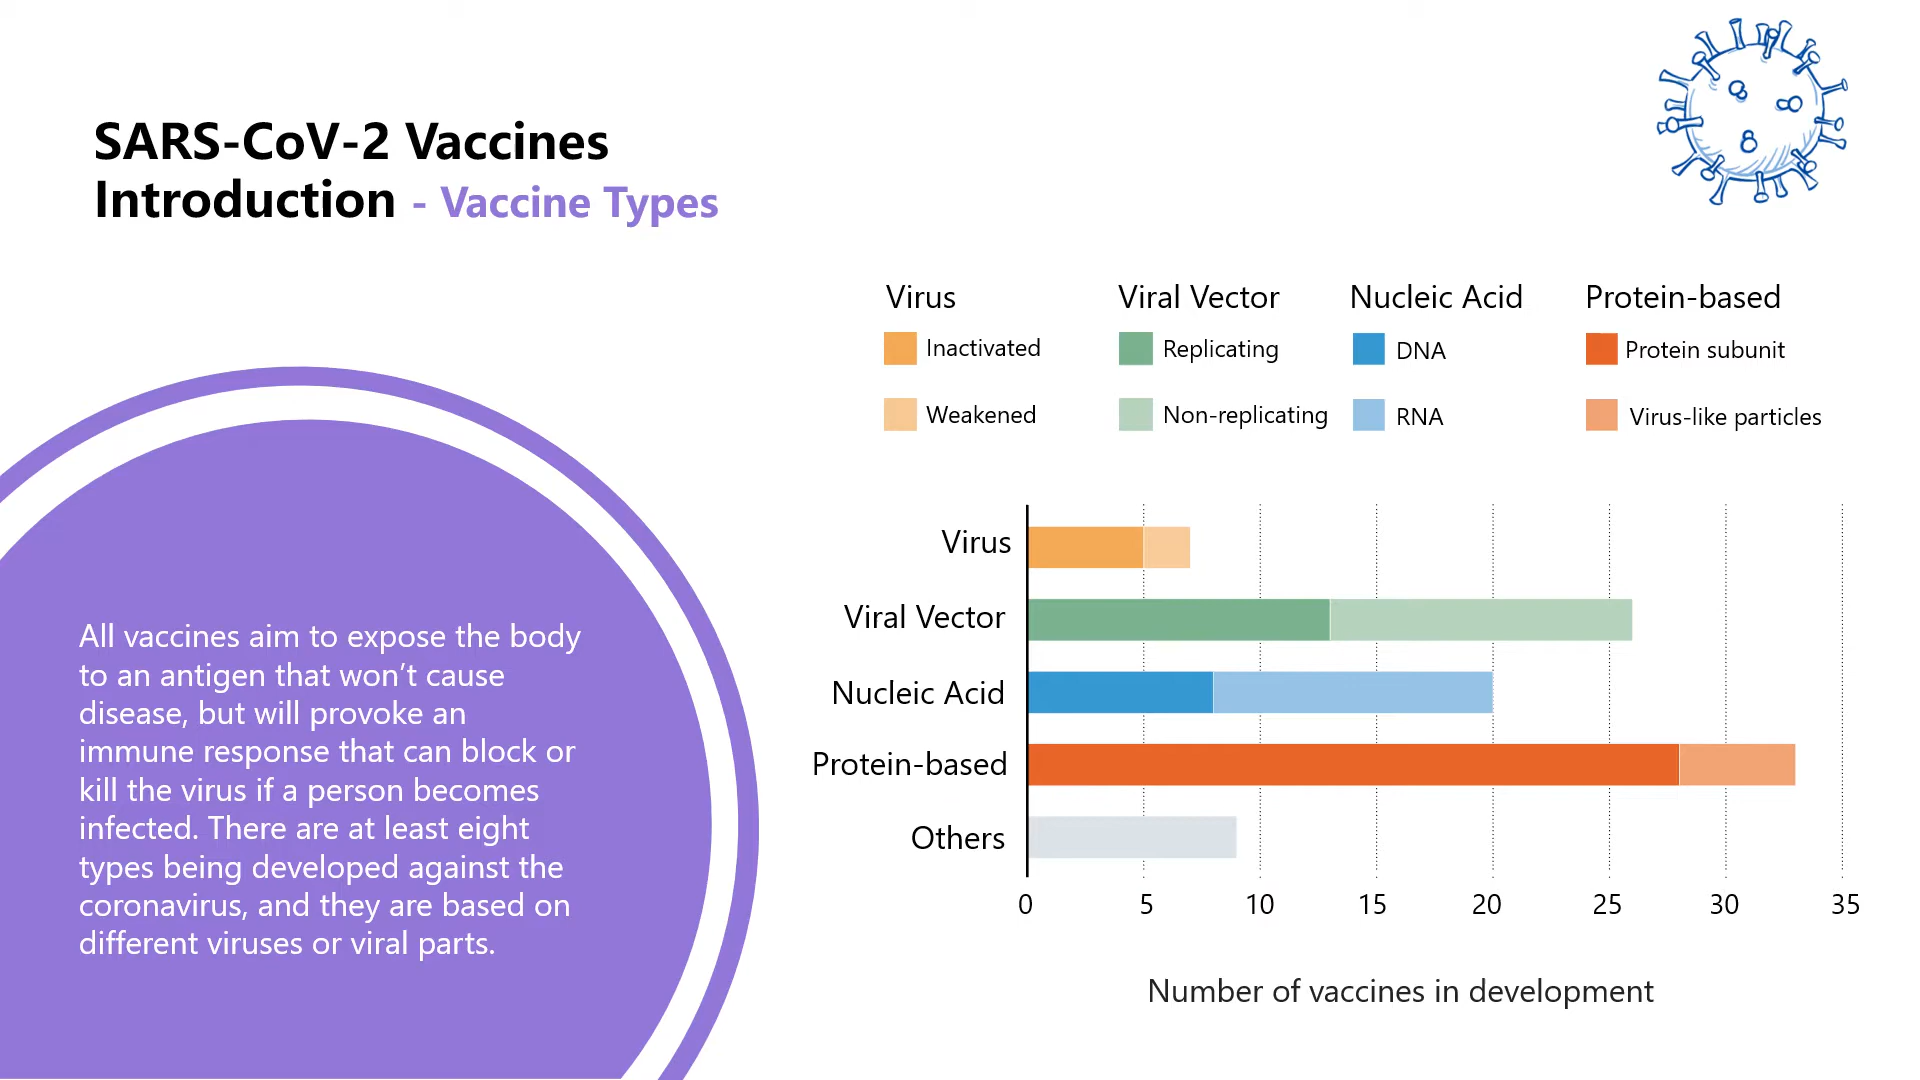 SARS-CoV-2 Vaccines
Introduction - Vaccine Types
All vaccines aim to expose the body
to an antigen that won’t cause
disease, but will provoke an
immune response that can block or
kill the virus if a person becomes
infected. There are at least eight
types being developed against the
coronavirus, and they are based on
different viruses or viral parts.
Virus
Inactivated
Weakened
Viral Vector
Replicating
Non-replicating
Nucleic Acid
DNA
RNA
Protein-based
Protein subunit
Virus-like particles
Virus
Viral Vector
Nucleic Acid
Protein-based
Others
0 5 10 15 20 25 30 35
Number of vaccines in development